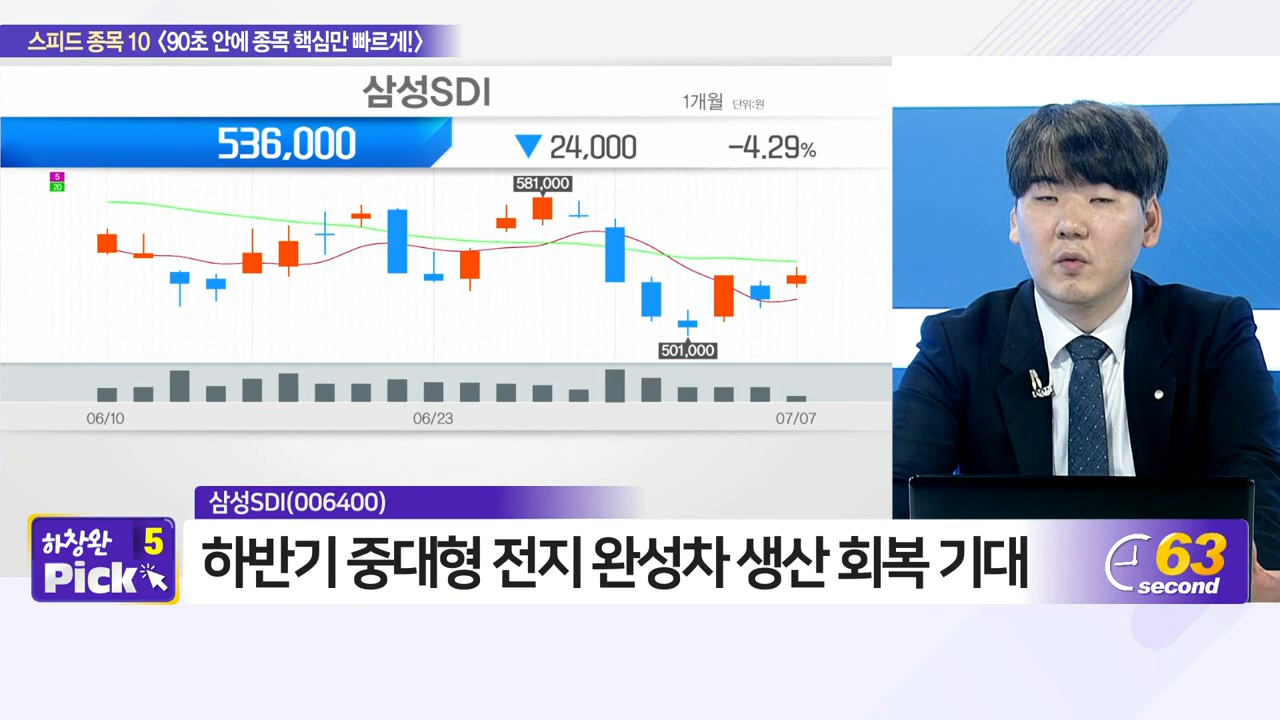 스피드 종목 10 〈90초 안에 종목 핵심만 빠르게!〉
삼성SDI
1개월 단위:원
536,000 ▼ 24,000 -4.29%
5
20
581,000
501,000
06/10 06/23 07/07
삼성SDI(006400)
하창완 5
Pick
하반기 중대형 전지 완성차 생산 회복 기대
63
second